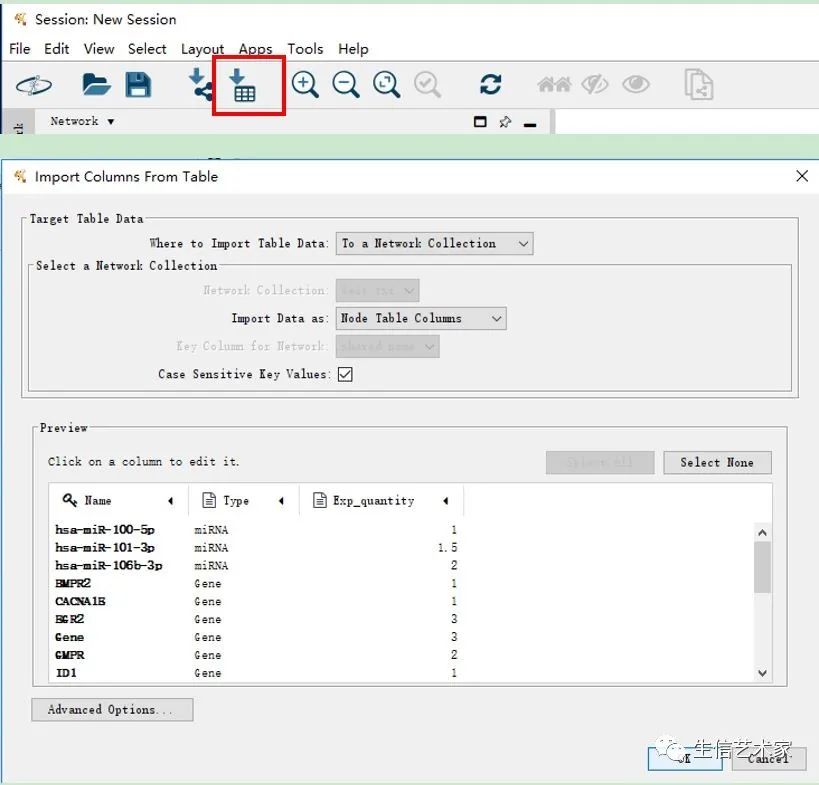 Session: New Session
File Edit View Select Layout Apps Tools Help
Network
Import Columns From Table
Target Table Data
Where to Import Table Data: To a Network Collection
Select a Network Collection
Network Collection:
Import Data as: Node Table Columns
Key Column for Network: shared name
Case Sensitive Key Values:
Preview
Click on a column to edit it. Select All Select None
Name Type Exp_quantity
hsa-miR-100-5p miRNA 1
hsa-miR-101-3p miRNA 1.5
hsa-miR-106b-3p miRNA 2
BMPR2 Gene 1
CACNA1E Gene 1
EGR2 Gene 3
Gene Gene 3
GMPR Gene 2
ID1 Gene 1
Advanced Options...
生信艺术家
OK Cancel